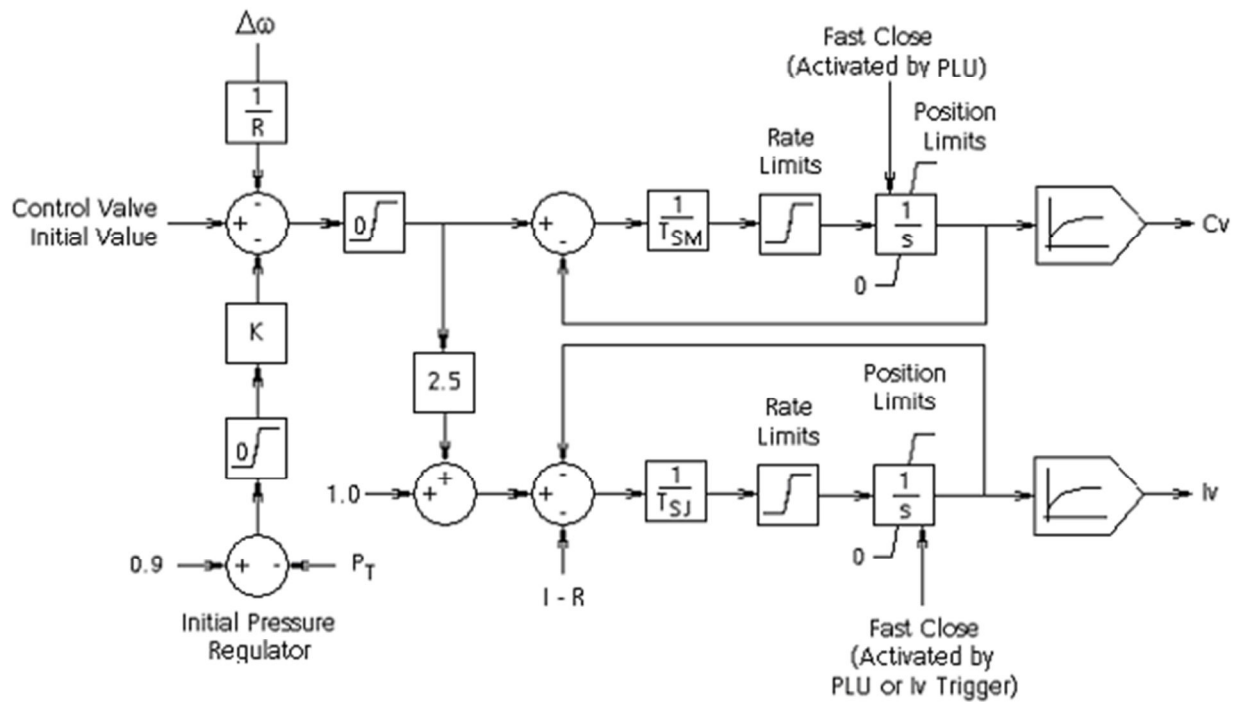 Δω
1
R
Fast Close
(Activated by PLU)
Position
Limits
Rate
Limits
Control Valve
Initial Value
+
-
-
0
+
-
1
T_SM
1
s
0
Cv
K
2.5
Position
Limits
Rate
Limits
0
1.0
+
+
+
-
-
1
T_SJ
1
s
0
Iv
0.9
+
-
P_T
I - R
Initial Pressure
Regulator
Fast Close
(Activated by
PLU or Iv Trigger)